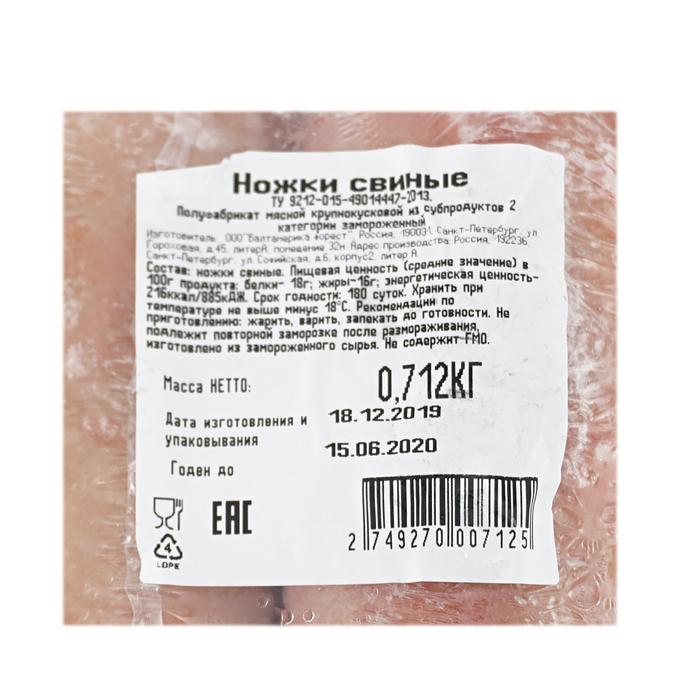 Ножки свиные
ТУ 9212-015-49014447-2013.
Полуфабрикат мясной крупнокусковой из субпродуктов 2
категории замороженный
Изготовитель: ООО "Балтамерика Форест" Россия, 190031, Санкт-Петербург, ул.
Гороховая, д.45, литерА, помещение 32Н. Адрес производства: Россия, 192236,
Санкт-Петербург, ул. Софийская, д.6, корпус2, литер А.
Состав: ножки свиные. Пищевая ценность (средние значение) в
100г продукта: белки- 18г; жиры-16г; энергетическая ценность-
216ккал/885кДЖ. Срок годности: 180 суток. Хранить при
температуре не выше минус 18°С. Рекомендации по
приготовлению: жарить, варить, запекать до готовности. Не
подлежит повторной заморозке после размораживания,
изготовлено из замороженного сырья. Не содержит ГМО.
Масса НЕТТО: 0,712КГ
Дата изготовления и 18.12.2019
упаковывания
15.06.2020
Годен до
EAC
4
LDPE
2 749270 007125